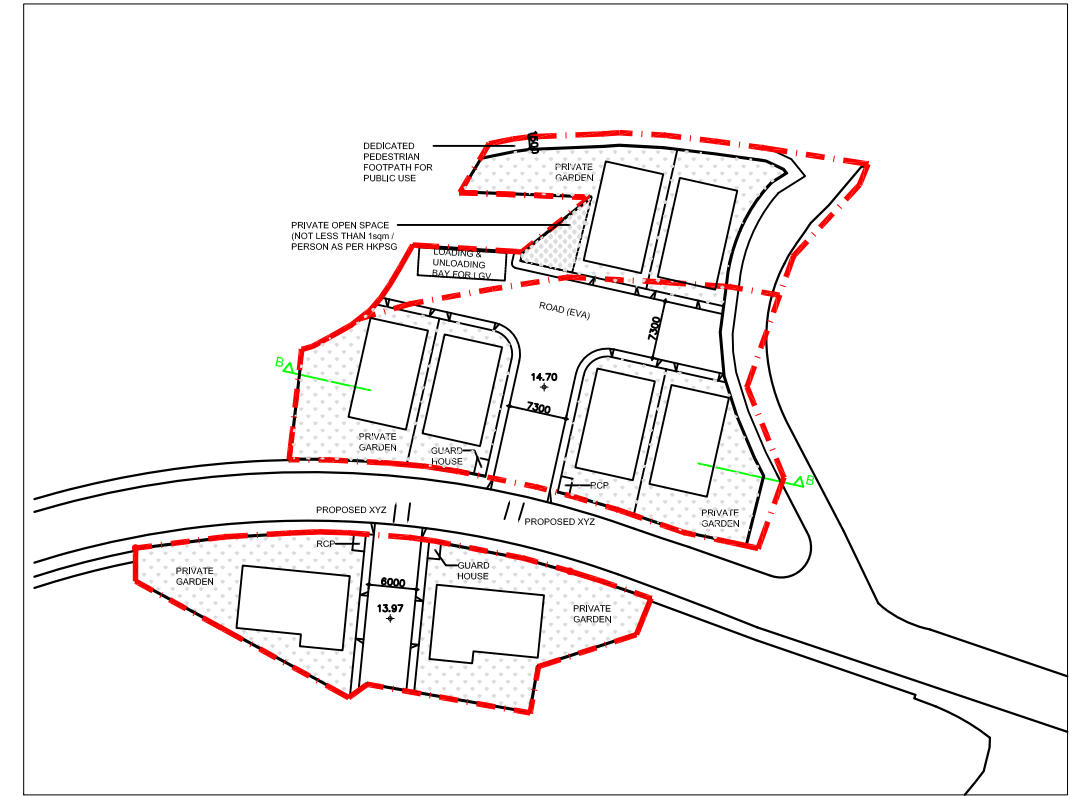 1500
DEDICATED
PEDESTRIAN
FOOTPATH FOR
PUBLIC USE
PRIVATE
GARDEN
PRIVATE OPEN SPACE
(NOT LESS THAN 1sqm /
PERSON AS PER HKPSG
LOADING &
UNLOADING
BAY FOR LGV
ROAD (EVA)
7300
B
14.70
7300
PRIVATE
GARDEN
GUARD
HOUSE
RCP
B
PRIVATE
GARDEN
PROPOSED XYZ
PROPOSED XYZ
RCP
GUARD
HOUSE
PRIVATE
GARDEN
6000
13.97
PRIVATE
GARDEN